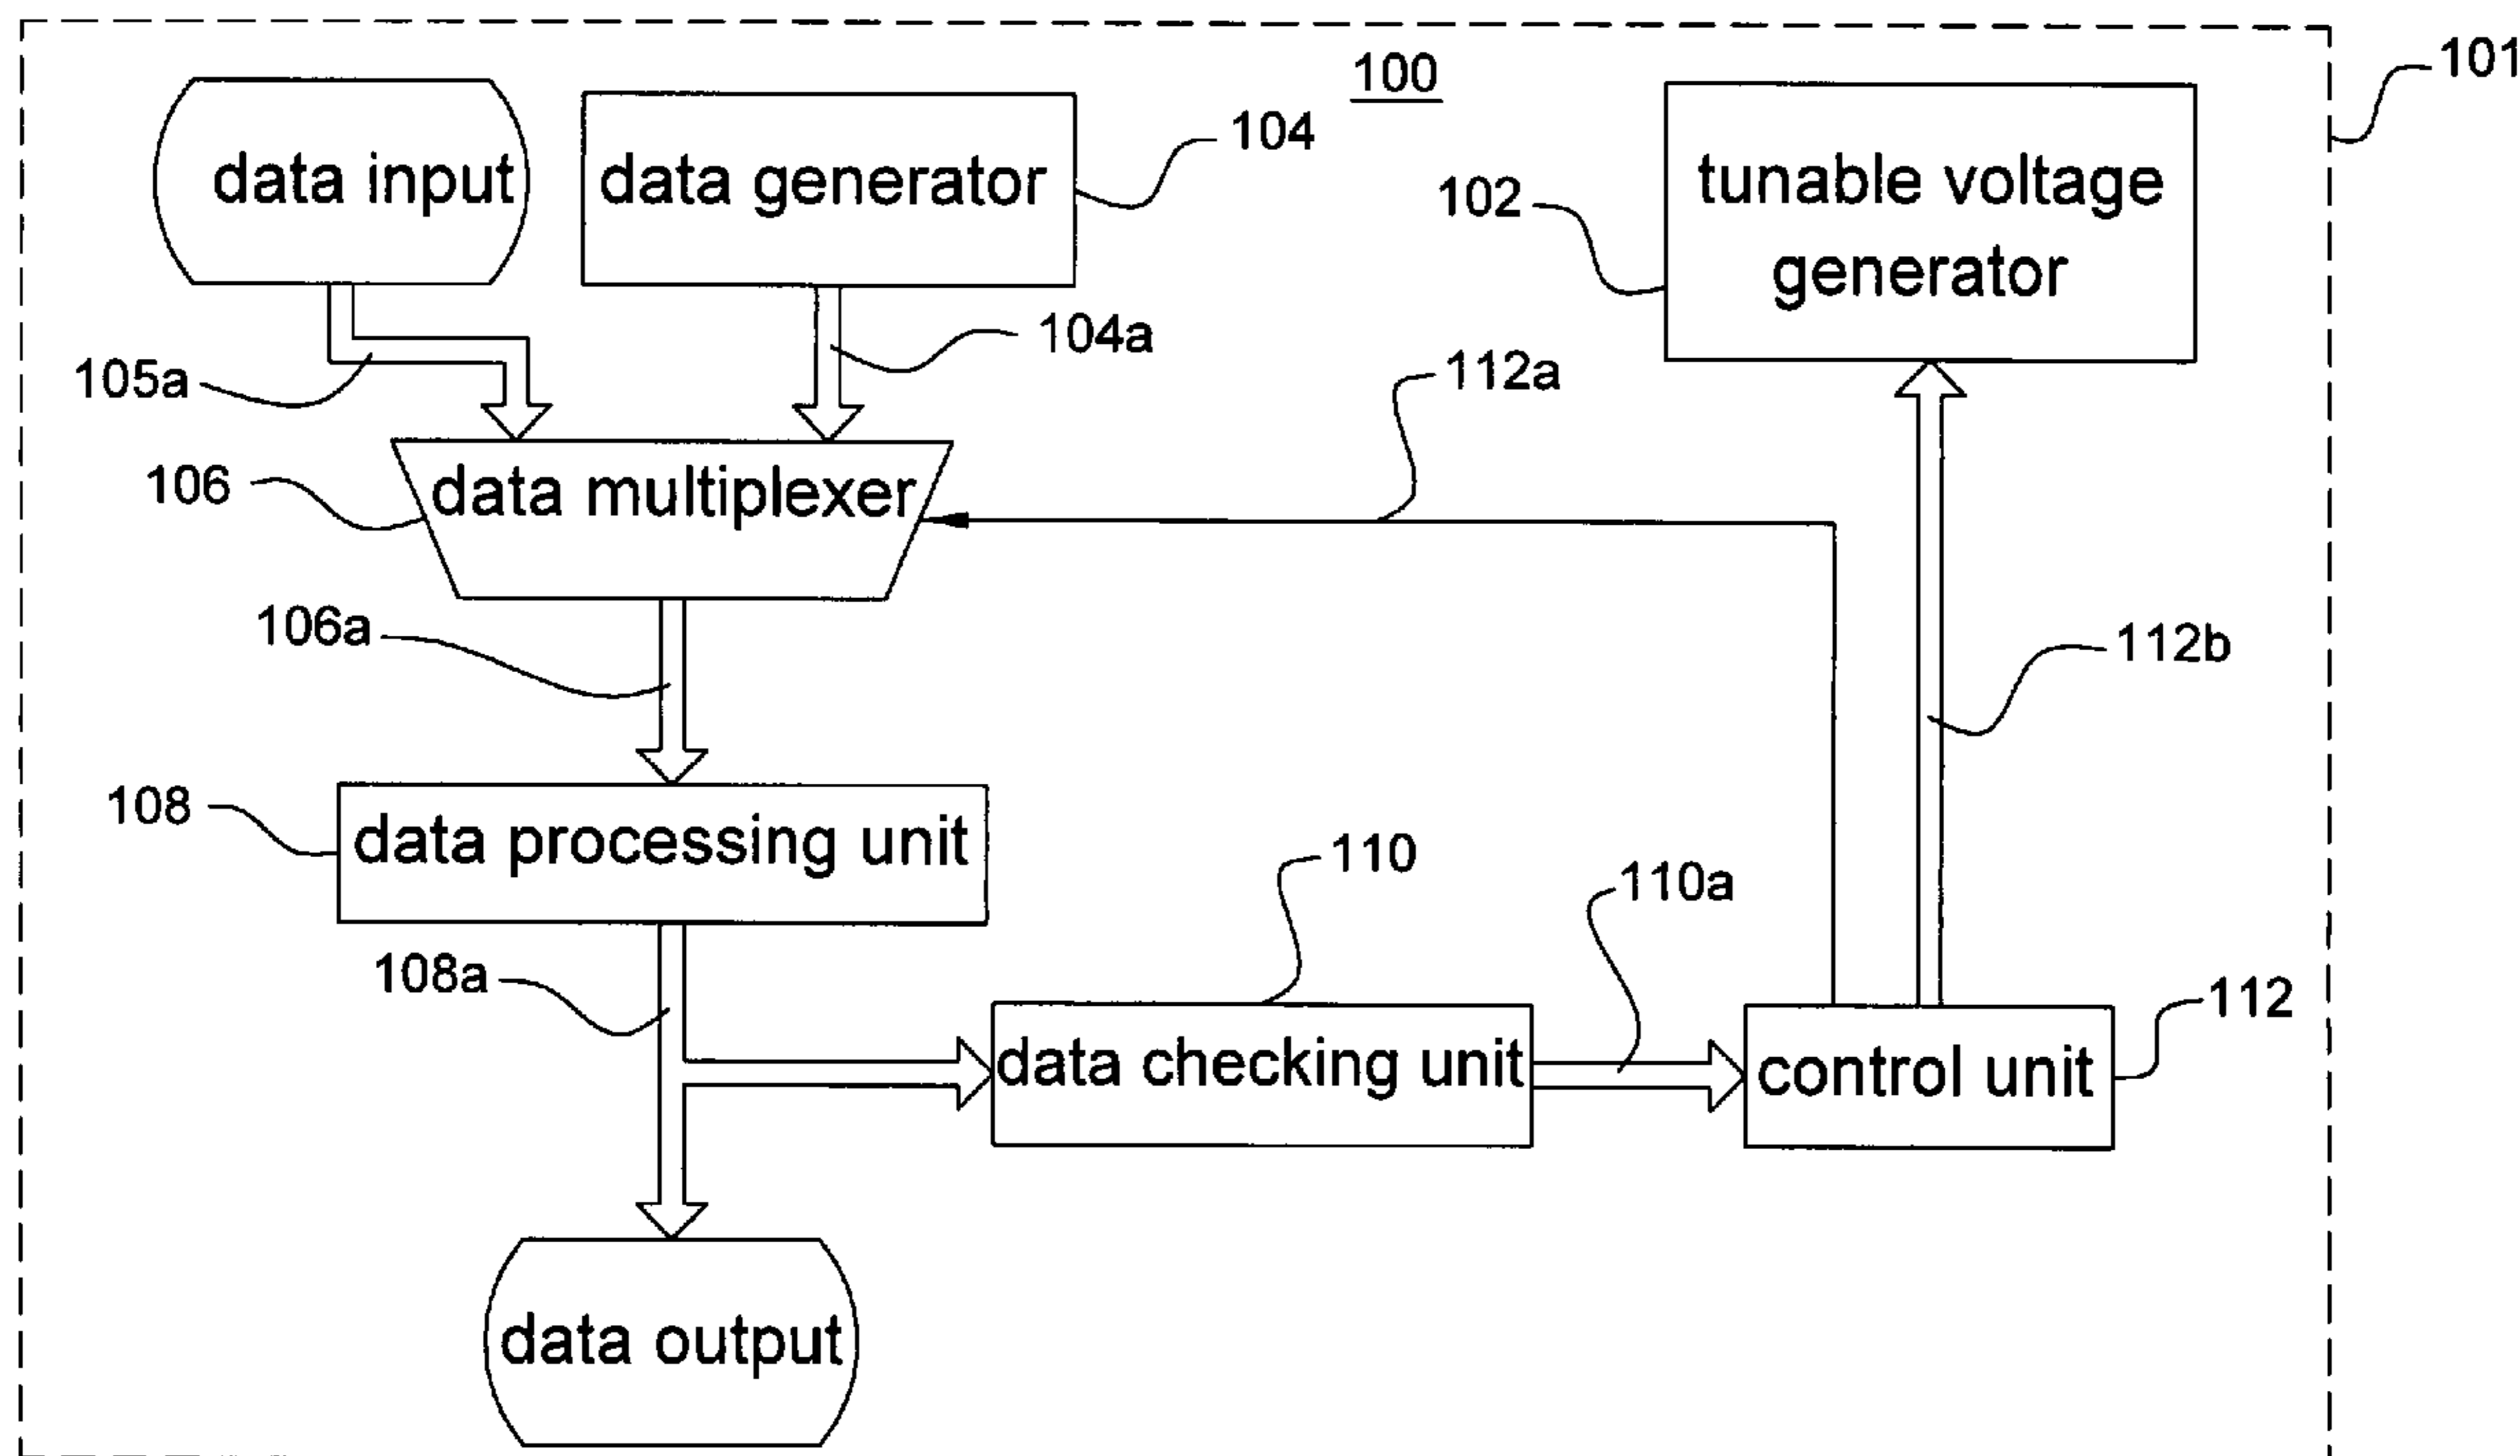 100
101
data input
data generator
104
tunable voltage
generator
102
105a
104a
112a
106
data multiplexer
106a
112b
108
data processing unit
110
110a
108a
data checking unit
control unit
112
data output